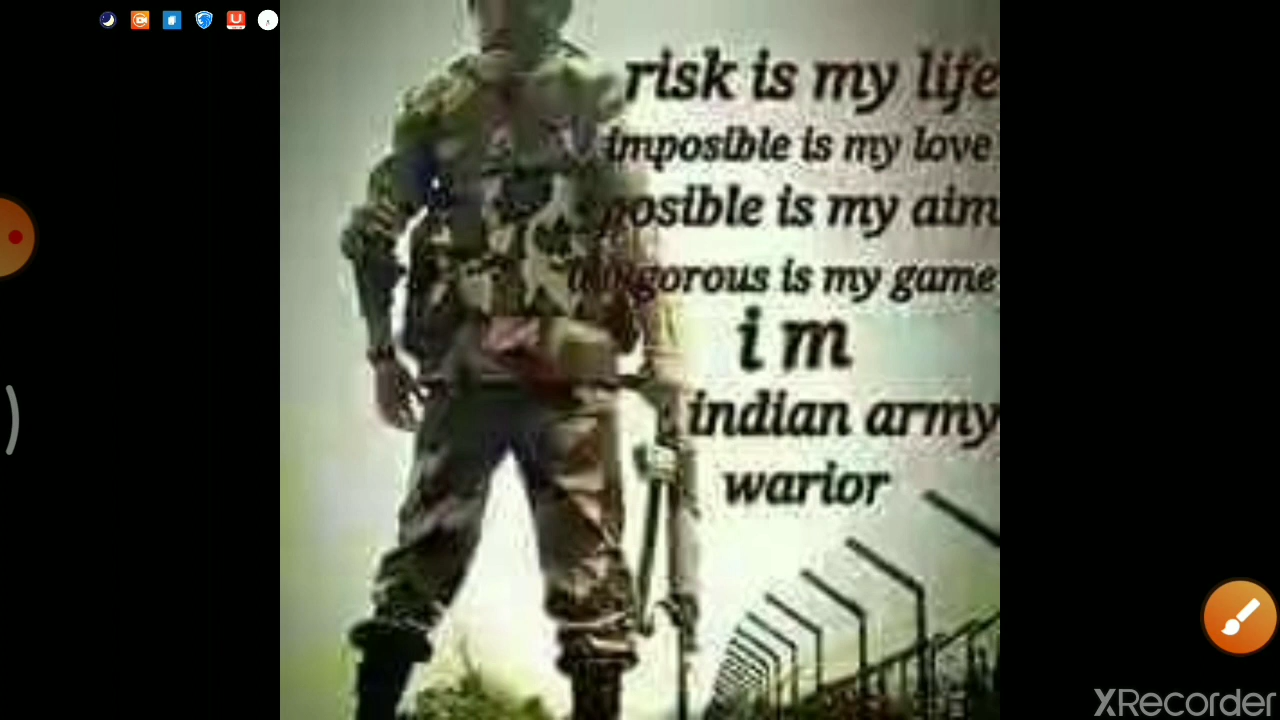 risk is my life
imposible is my love
posible is my aim
dangorous is my game
i m
indian army
warior
XRecorder